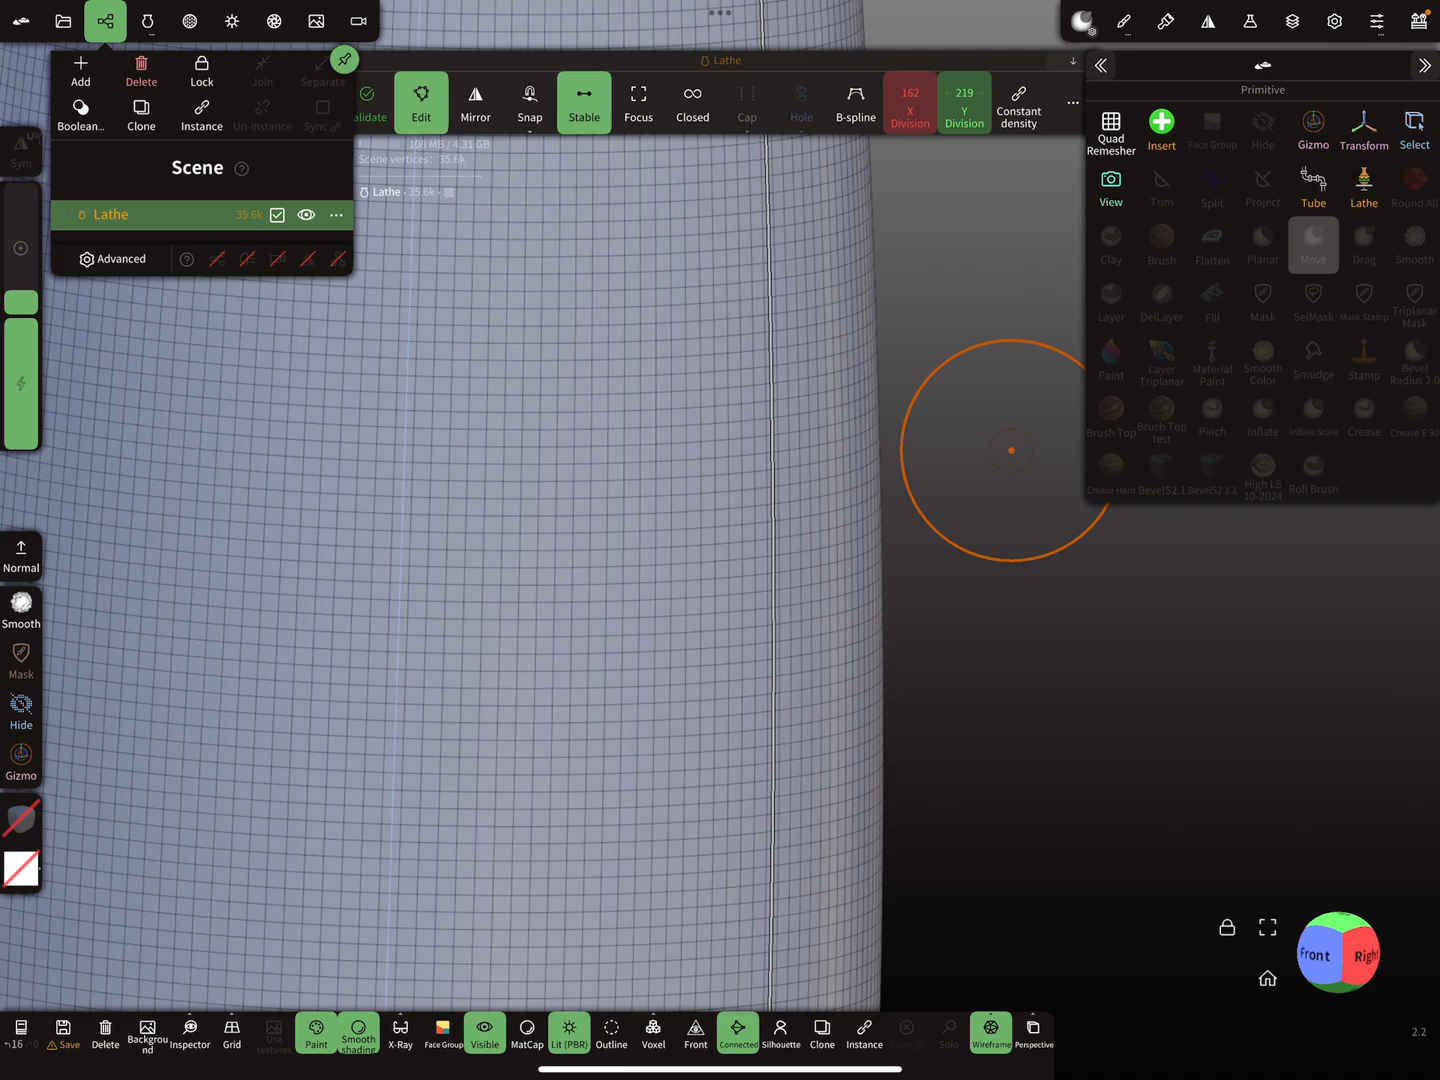 Lathe
Add
Delete
Lock
Join
Separate
Boolean...
Clone
Instance
Un-instance
Sync
Scene
Lathe
35.6k
Advanced
alidate
Edit
Mirror
Snap
Stable
Focus
Closed
Cap
Hole
B-spline
162
X
Division
219
Y
Division
Constant
density
108 MB / 4.31 GB
Scene vertices: 35.6k
Lathe - 35.6k -
Primitive
Quad
Remesher
Insert
Face Group
Hide
Gizmo
Transform
Select
View
Trim
Split
Project
Tube
Lathe
Round All
Clay
Brush
Flatten
Planar
Move
Drag
Smooth
Layer
DelLayer
Fill
Mask
SelMask
Mask Stamp
Triplanar
Mask
Paint
Layer
Triplanar
Material
Paint
Smooth
Color
Smudge
Stamp
Bevel
Radius 2.0
Brush Top
Brush Top
test
Pinch
Inflate
Inflate Scale
Crease
Crease E 90
Crease Hard
BevelS2.1
BevelS2 1.1
High LS
10-2024
Roll Brush
Sym
Normal
Smooth
Mask
Hide
Gizmo
Front
Right
2.2
16
0
Save
Delete
Backgrou
nd
Inspector
Grid
Use
textures
Paint
Smooth
shading
X-Ray
Face Group
Visible
MatCap
Lit (PBR)
Outline
Voxel
Front
Connected
Silhouette
Clone
Instance
Solo
Wireframe
Perspective